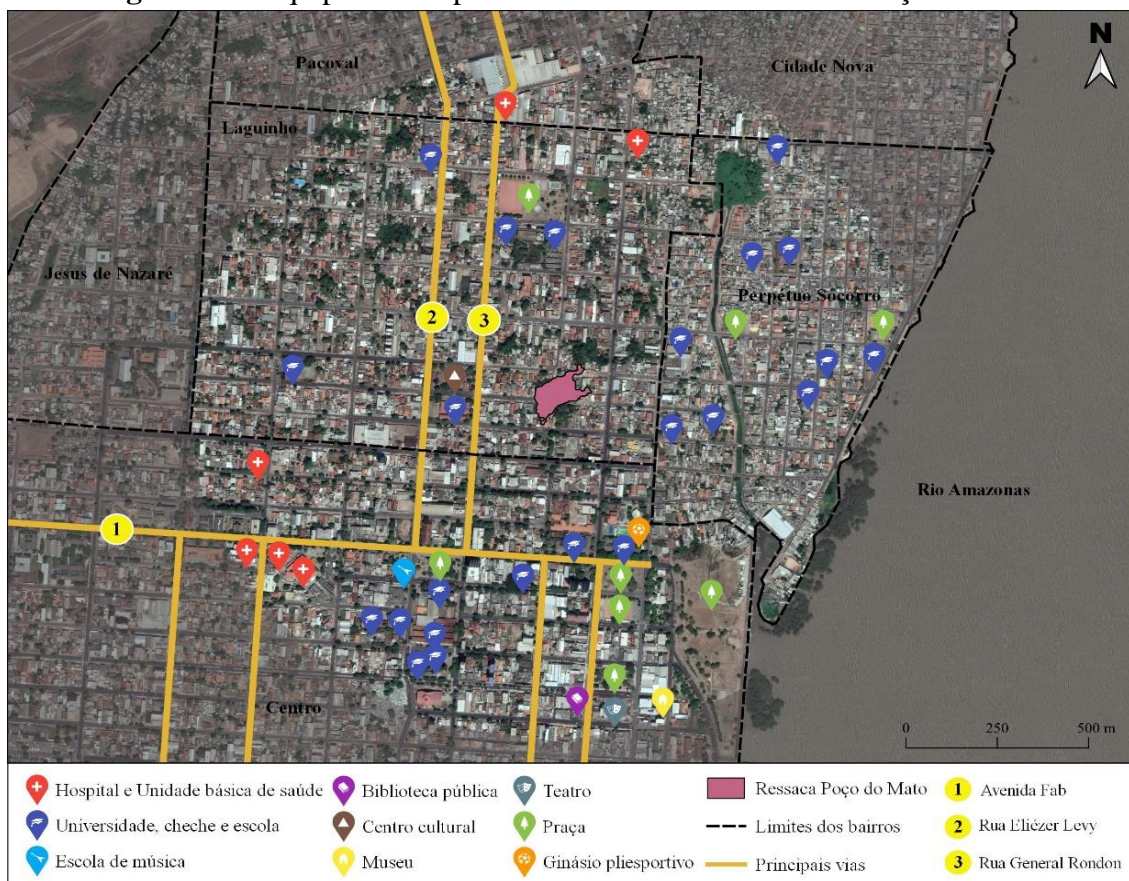 Pacoval
N
Cidade Nova
Laguinho
Jesus de Nazaré
Perpétuo Socorro
2
3
Rio Amazonas
1
Centro
0 250 500 m
Hospital e Unidade básica de saúde
Biblioteca pública
Teatro
Ressaca Poço do Mato
1 Avenida Fab
Universidade, cheche e escola
Centro cultural
Praça
Limites dos bairros
2 Rua Eliézer Levy
Escola de música
Museu
Ginásio pliesportivo
Principais vias
3 Rua General Rondon